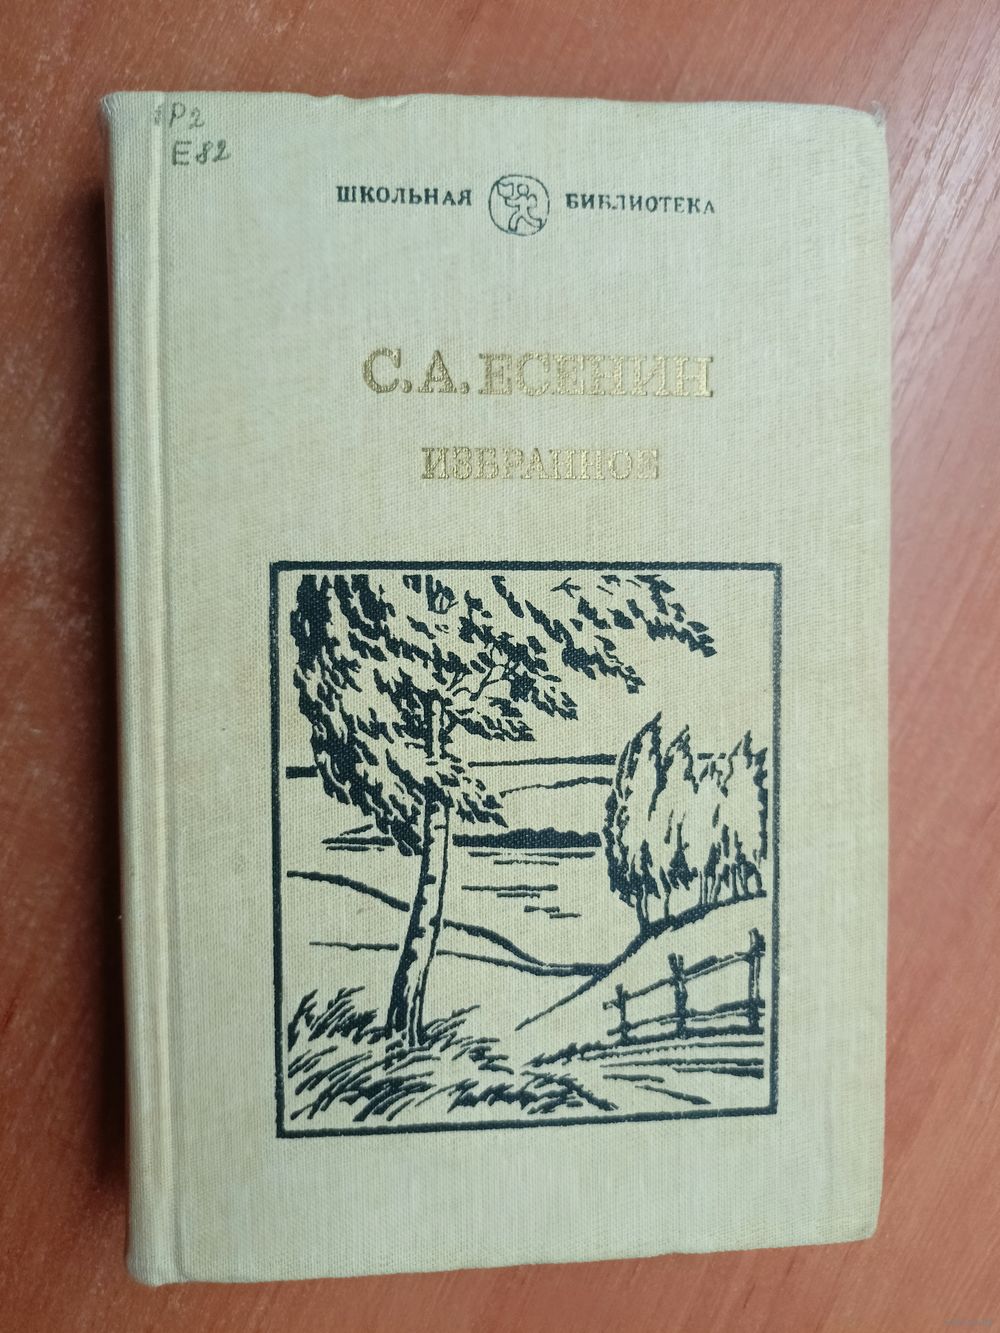 Р2
Е82
ШКОЛЬНАЯ БИБЛИОТЕКА
С.А.ЕСЕНИН
ИЗБРАННОЕ